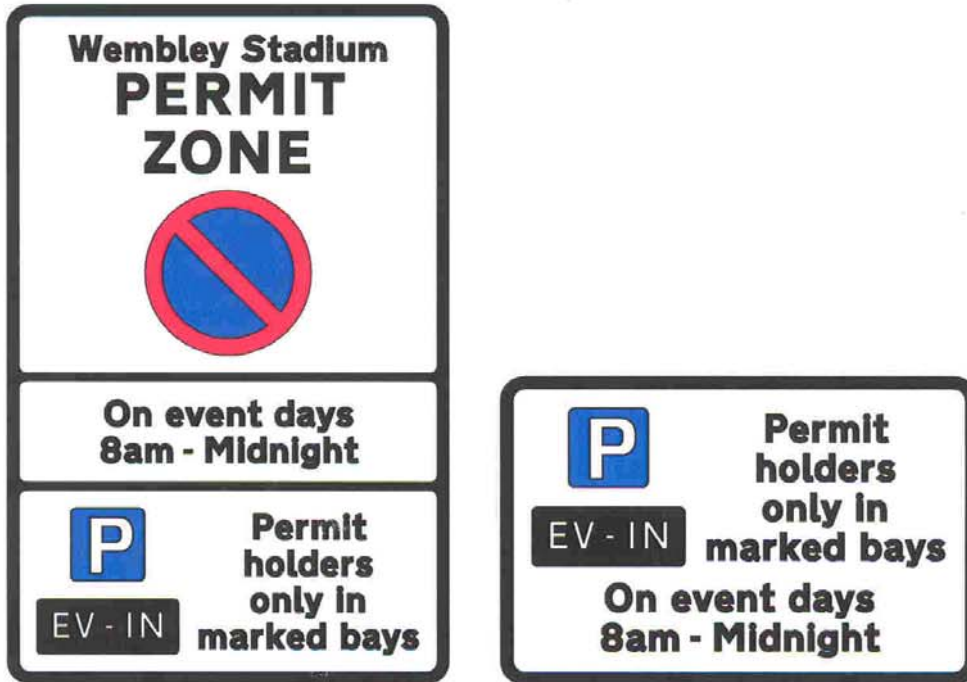 Wembley Stadium
PERMIT
ZONE
On event days
8am - Midnight
P
EV - IN
Permit
holders
only in
marked bays
P
EV - IN
Permit
holders
only in
marked bays
On event days
8am - Midnight